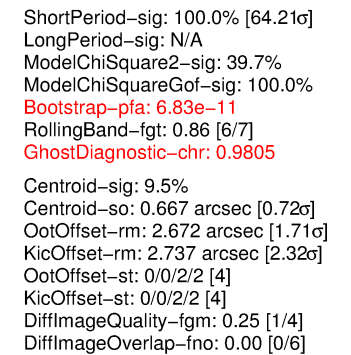 ShortPeriod−sig: 100.0% [64.21σ]
LongPeriod−sig: N/A
ModelChiSquare2−sig: 39.7%
ModelChiSquareGof−sig: 100.0%
Bootstrap−pfa: 6.83e−11
RollingBand−fgt: 0.86 [6/7]
GhostDiagnostic−chr: 0.9805
Centroid−sig: 9.5%
Centroid−so: 0.667 arcsec [0.72σ]
OotOffset−rm: 2.672 arcsec [1.71σ]
KicOffset−rm: 2.737 arcsec [2.32σ]
OotOffset−st: 0/0/2/2 [4]
KicOffset−st: 0/0/2/2 [4]
DiffImageQuality−fgm: 0.25 [1/4]
DiffImageOverlap−fno: 0.00 [0/6]